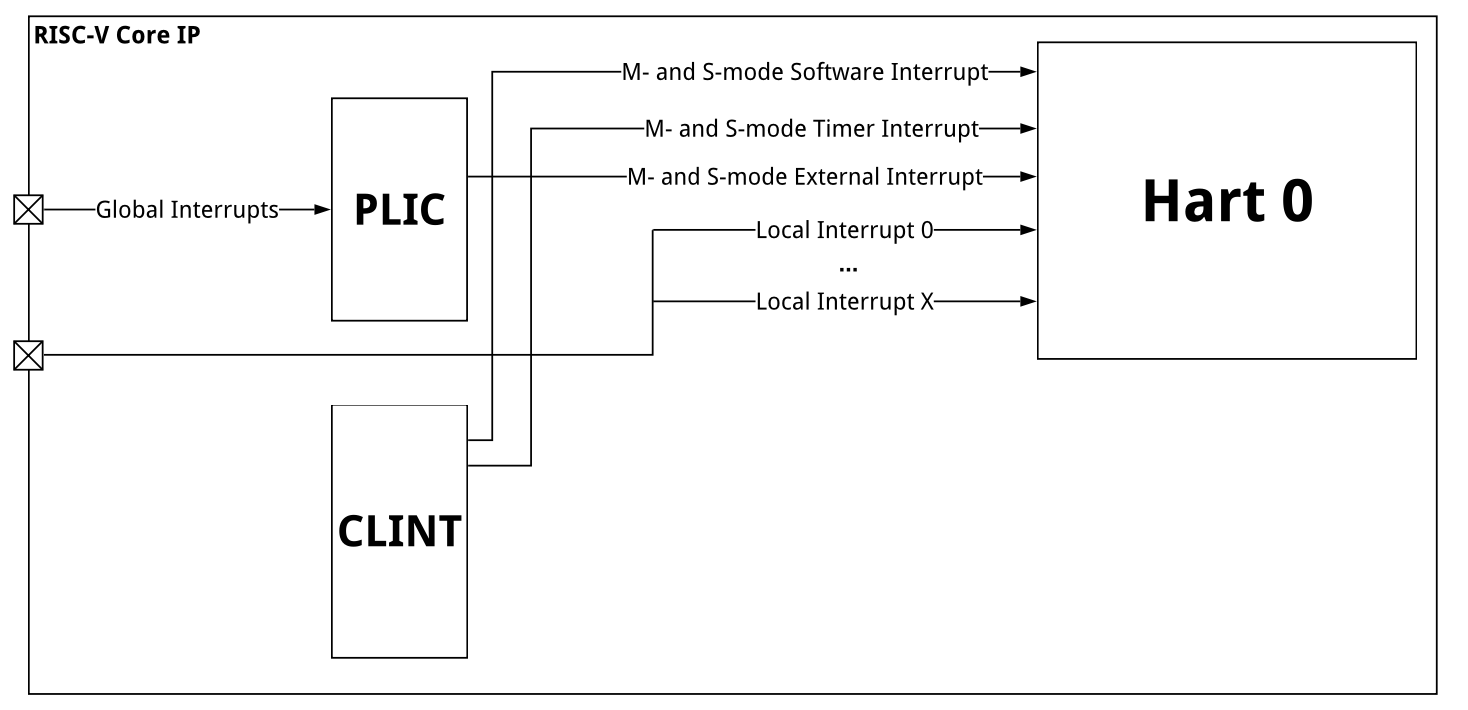 RISC-V Core IP
M- and S-mode Software Interrupt
M- and S-mode Timer Interrupt
M- and S-mode External Interrupt
Global Interrupts
PLIC
Hart 0
Local Interrupt 0
...
Local Interrupt X
CLINT